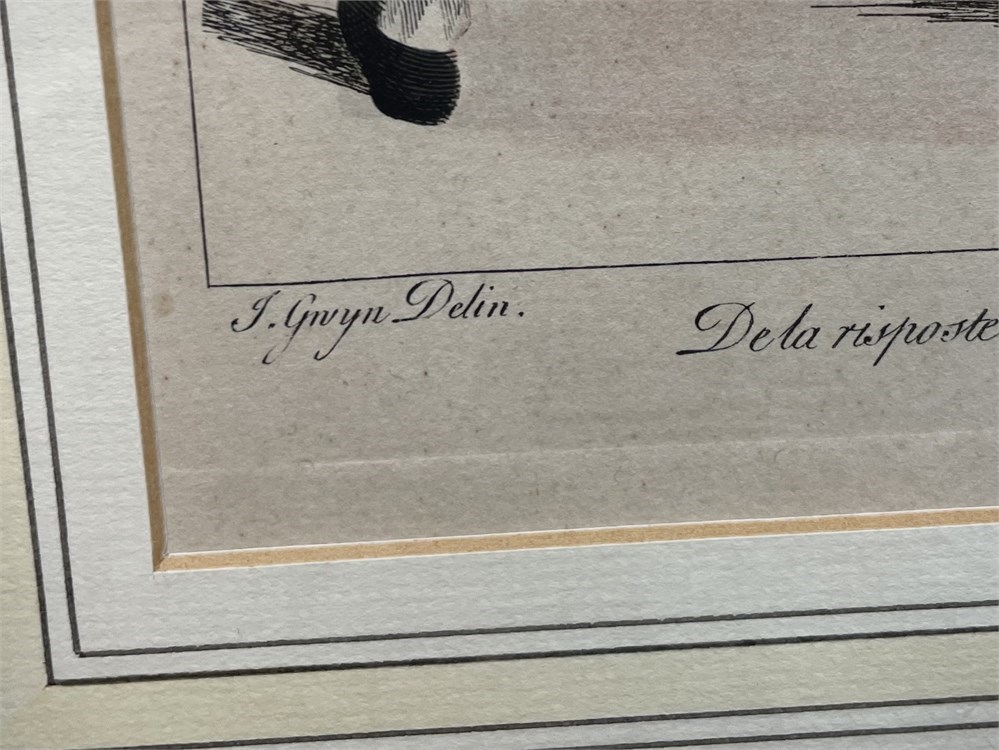 J. Gwyn Delin.
De la risposte